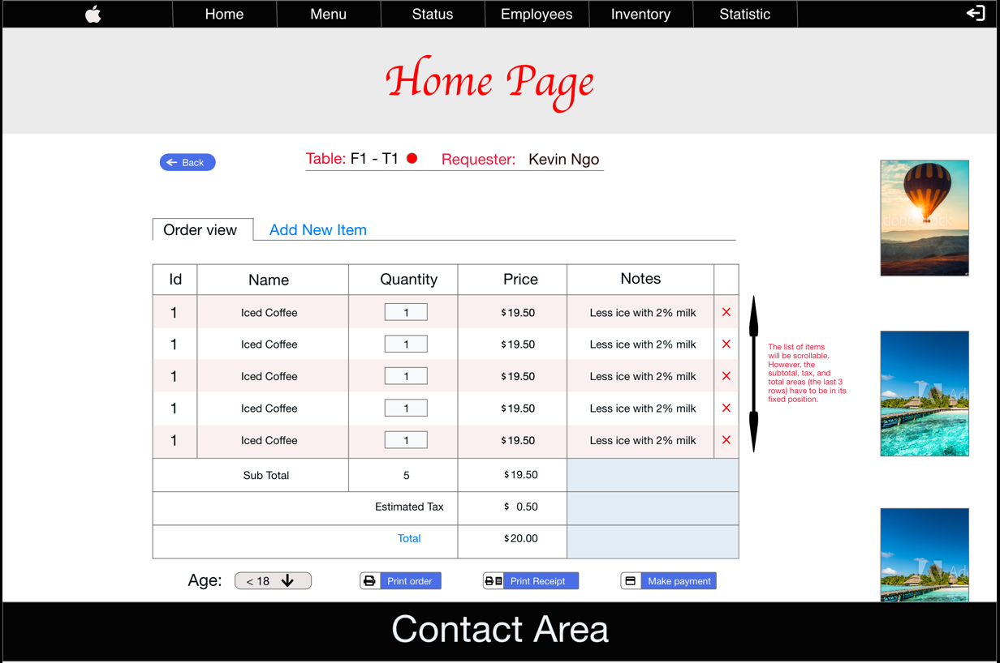 Home Menu Status Employees Inventory Statistic
Home Page
Back
Table: F1 - T1 Requester: Kevin Ngo
Order view Add New Item
Id Name Quantity Price Notes
1 Iced Coffee 1 $19.50 Less ice with 2% milk X
1 Iced Coffee 1 $19.50 Less ice with 2% milk X
1 Iced Coffee 1 $19.50 Less ice with 2% milk X
1 Iced Coffee 1 $19.50 Less ice with 2% milk X
1 Iced Coffee 1 $19.50 Less ice with 2% milk X
The list of items
will be scrollable.
However, the
subtotal, tax, and
total areas (the last 3
rows) have to be in its
fixed position.
Sub Total 5 $19.50
Estimated Tax $ 0.50
Total $20.00
Age: < 18 Print order Print Receipt Make payment
Contact Area